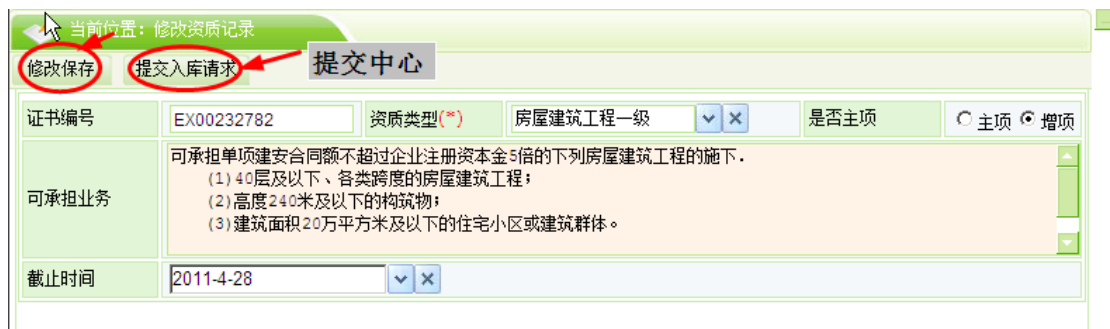 当前位置：修改资质记录
修改保存 提交入库请求 提交中心
证书编号 EX00232782 资质类型(*) 房屋建筑工程一级 是否主项 主项 增项
可承担业务
可承担单项建安合同额不超过企业注册资本金5倍的下列房屋建筑工程的施下.
(1)40层及以下、各类跨度的房屋建筑工程;
(2)高度240米及以下的构筑物;
(3)建筑面积20万平方米及以下的住宅小区或建筑群体。
截止时间 2011-4-28